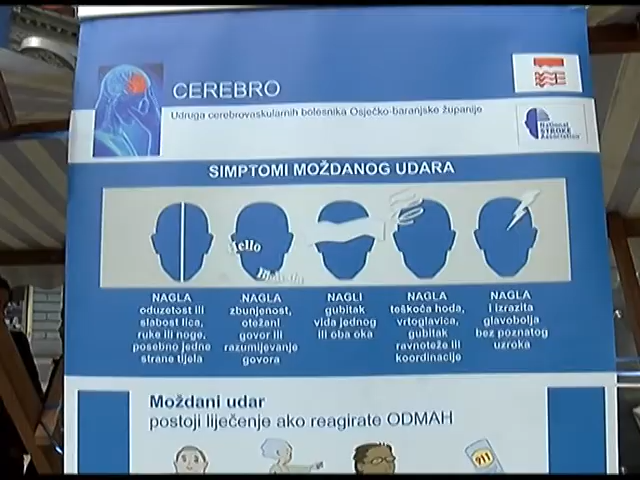 CEREBRO
Udruga cerebrovaskularnih bolesnika Osječko-baranjske županije
National
STROKE
Association
SIMPTOMI MOŽDANOG UDARA
Hello
NAGLA
oduzetost ili
slabost lica,
ruke ili noge,
posebno jedne
strane tijela
NAGLA
zbunjenost,
otežani
govor ili
razumijevanje
govora
NAGLI
gubitak
vida jednog
ili oba oka
NAGLA
teškoća hoda,
vrtoglavica,
gubitak
ravnoteže ili
koordinacije
NAGLA
i izrazita
glavobolja
bez poznatog
uzroka
Moždani udar
postoji liječenje ako reagirate ODMAH
911